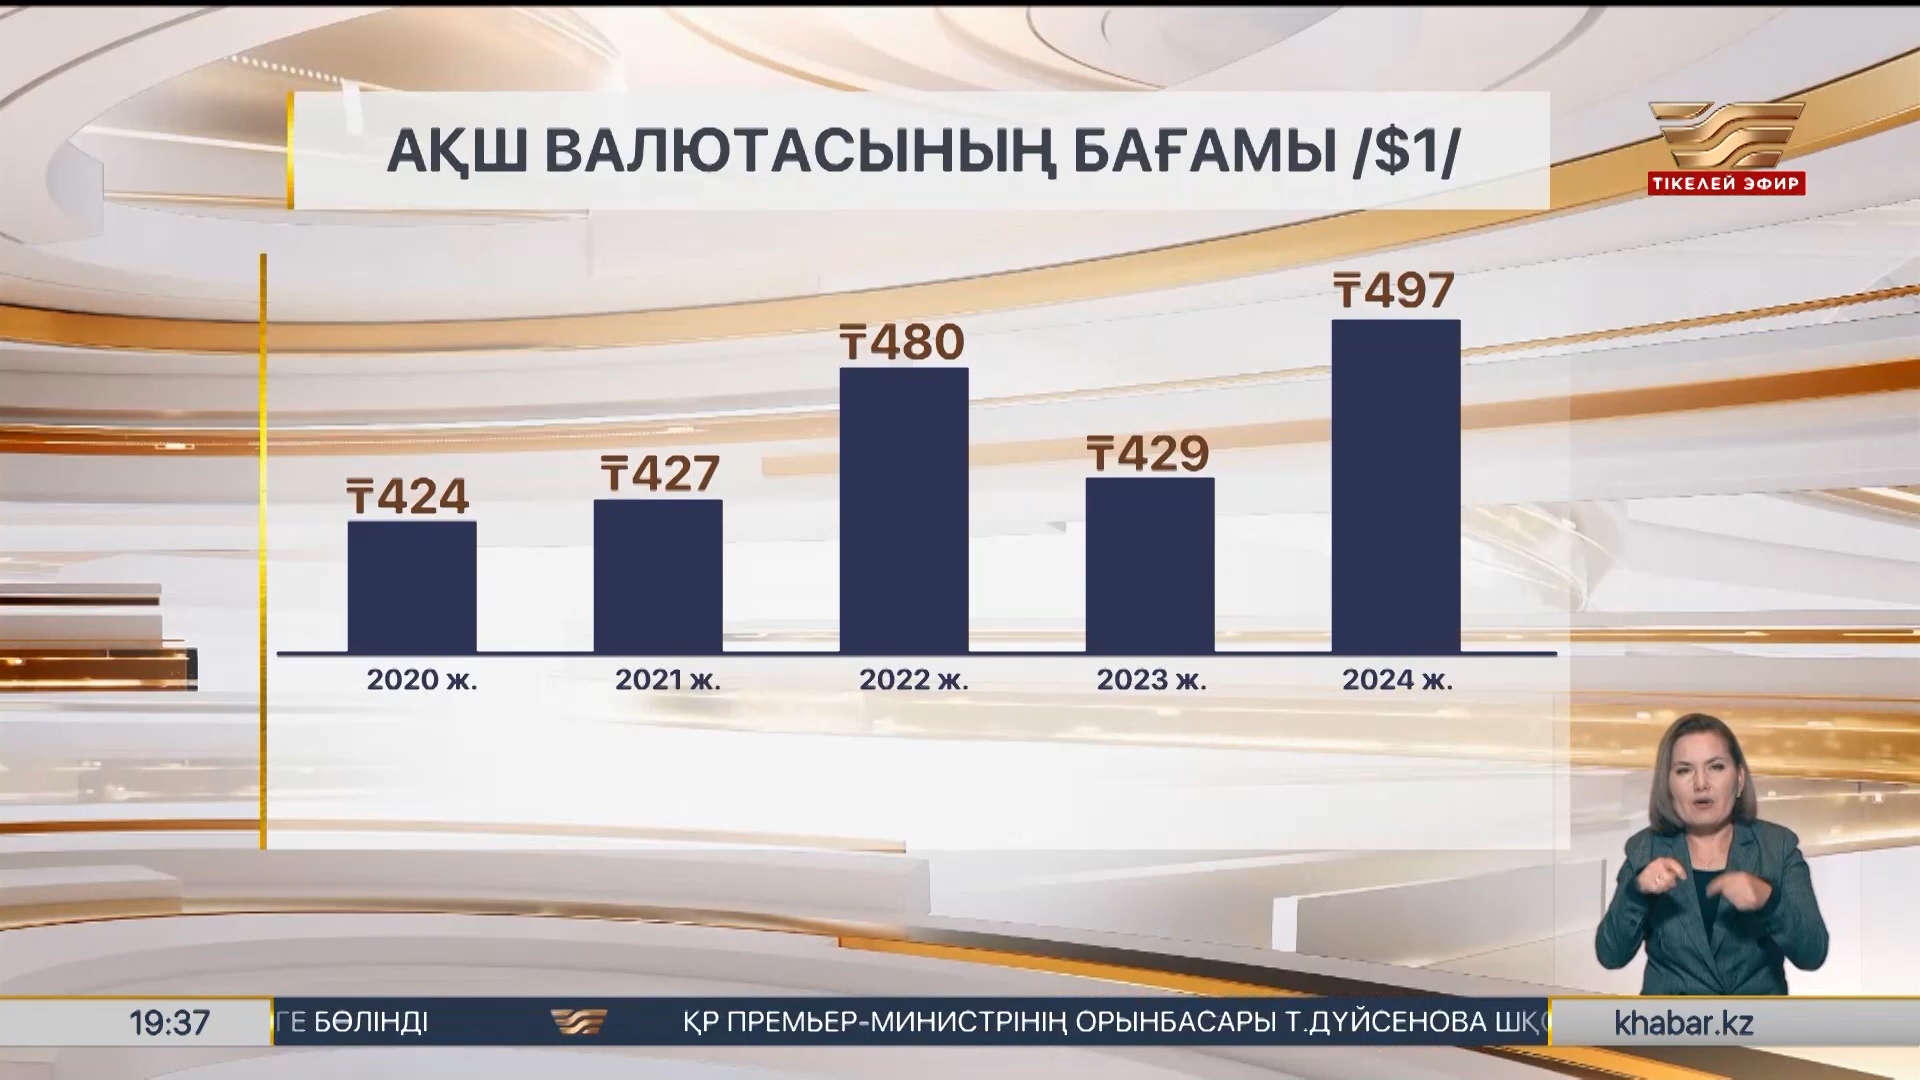 АҚШ ВАЛЮТАСЫНЫҢ БАҒАМЫ /$1/
ТІКЕЛЕЙ ЭФИР
₸424
₸427
₸480
₸429
₸497
2020 ж.
2021 ж.
2022 ж.
2023 ж.
2024 ж.
19:37
ГЕ БӨЛІНДІ
ҚР ПРЕМЬЕР-МИНИСТРІНІҢ ОРЫНБАСАРЫ Т.ДҮЙСЕНОВА
khabar.kz